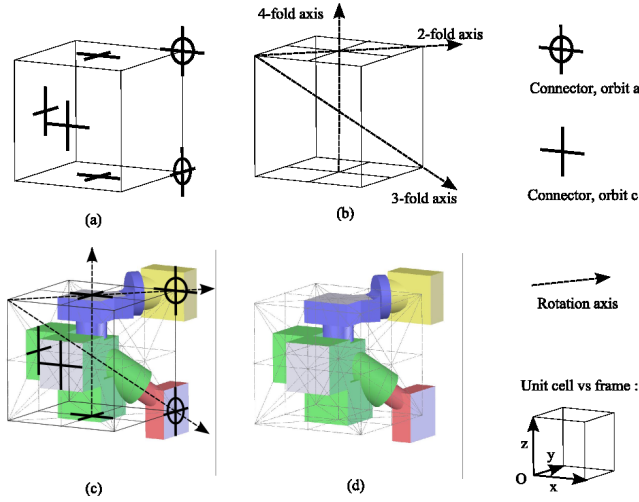 4-fold axis
2-fold axis
3-fold axis
(a)
(b)
Connector, orbit a
Connector, orbit c
Rotation axis
Unit cell vs frame :
z
y
O
x
(c)
(d)